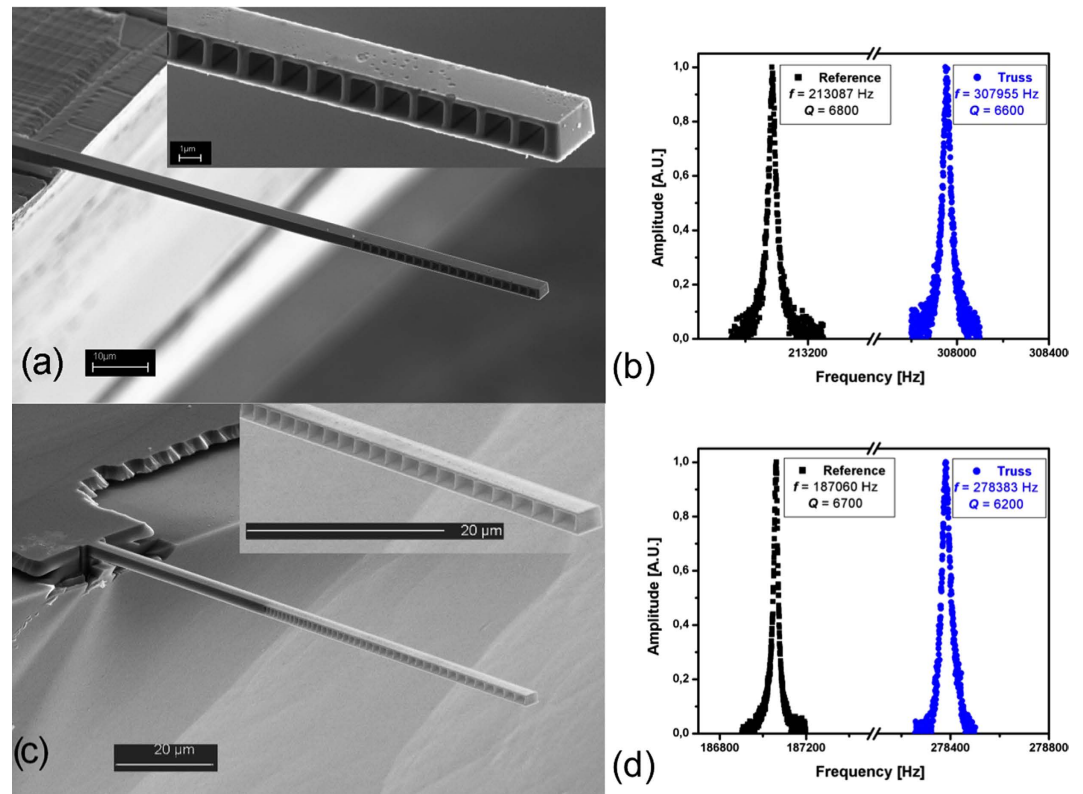 1µm
10µm
(a)
1,0
0,8
0,6
0,4
0,2
0,0
Amplitude [A.U.]
Reference
f = 213087 Hz
Q = 6800
Truss
f = 307955 Hz
Q = 6600
213200
308000
308400
Frequency [Hz]
(b)
20 µm
20 µm
(c)
1,0
0,8
0,6
0,4
0,2
0,0
Amplitude [A.U.]
Reference
f = 187060 Hz
Q = 6700
Truss
f = 278383 Hz
Q = 6200
186800
187200
278400
278800
Frequency [Hz]
(d)